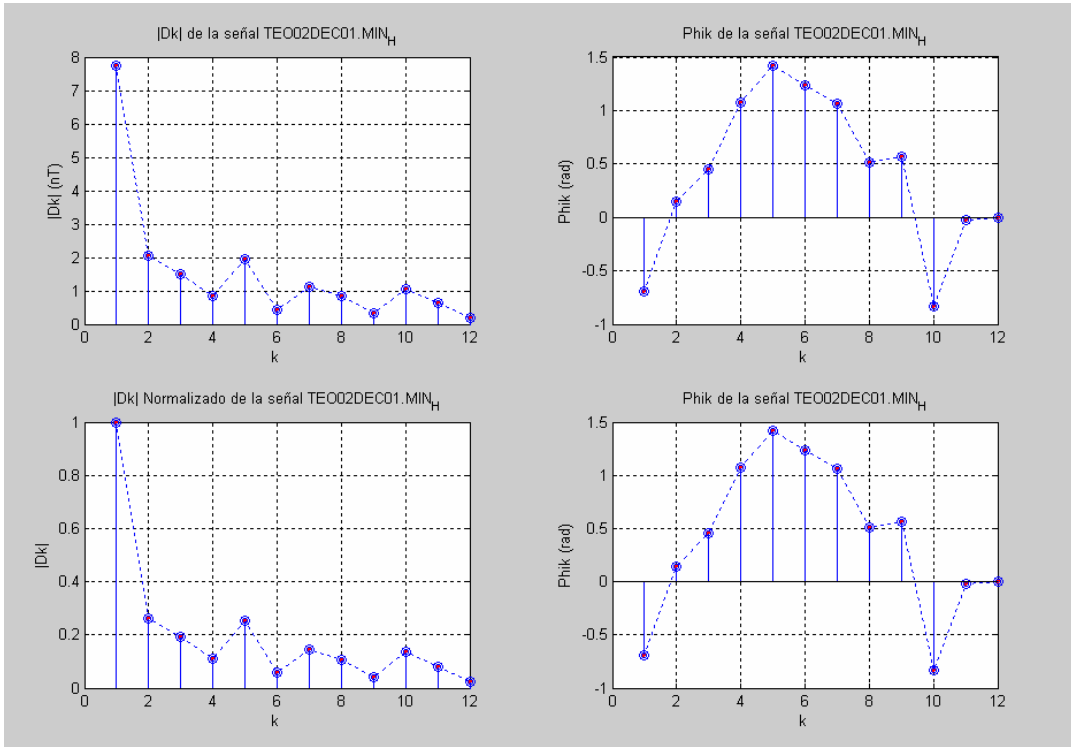 |Dk| de la señal TEO02DEC01.MIN_H
8
7
6
5
4
3
2
1
0
|Dk| (nT)
0 2 4 6 8 10 12
k
Phik de la señal TEO02DEC01.MIN_H
1.5
1
0.5
0
-0.5
-1
Phik (rad)
0 2 4 6 8 10 12
k
|Dk| Normalizado de la señal TEO02DEC01.MIN_H
1
0.8
0.6
0.4
0.2
0
|Dk|
0 2 4 6 8 10 12
k
Phik de la señal TEO02DEC01.MIN_H
1.5
1
0.5
0
-0.5
-1
Phik (rad)
0 2 4 6 8 10 12
k